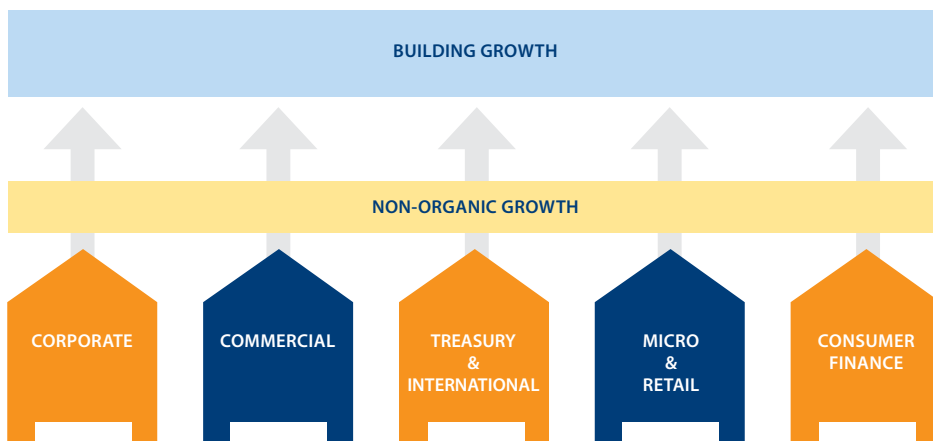 BUILDING GROWTH
NON-ORGANIC GROWTH
CORPORATE
COMMERCIAL
TREASURY
&
INTERNATIONAL
MICRO
&
RETAIL
CONSUMER
FINANCE